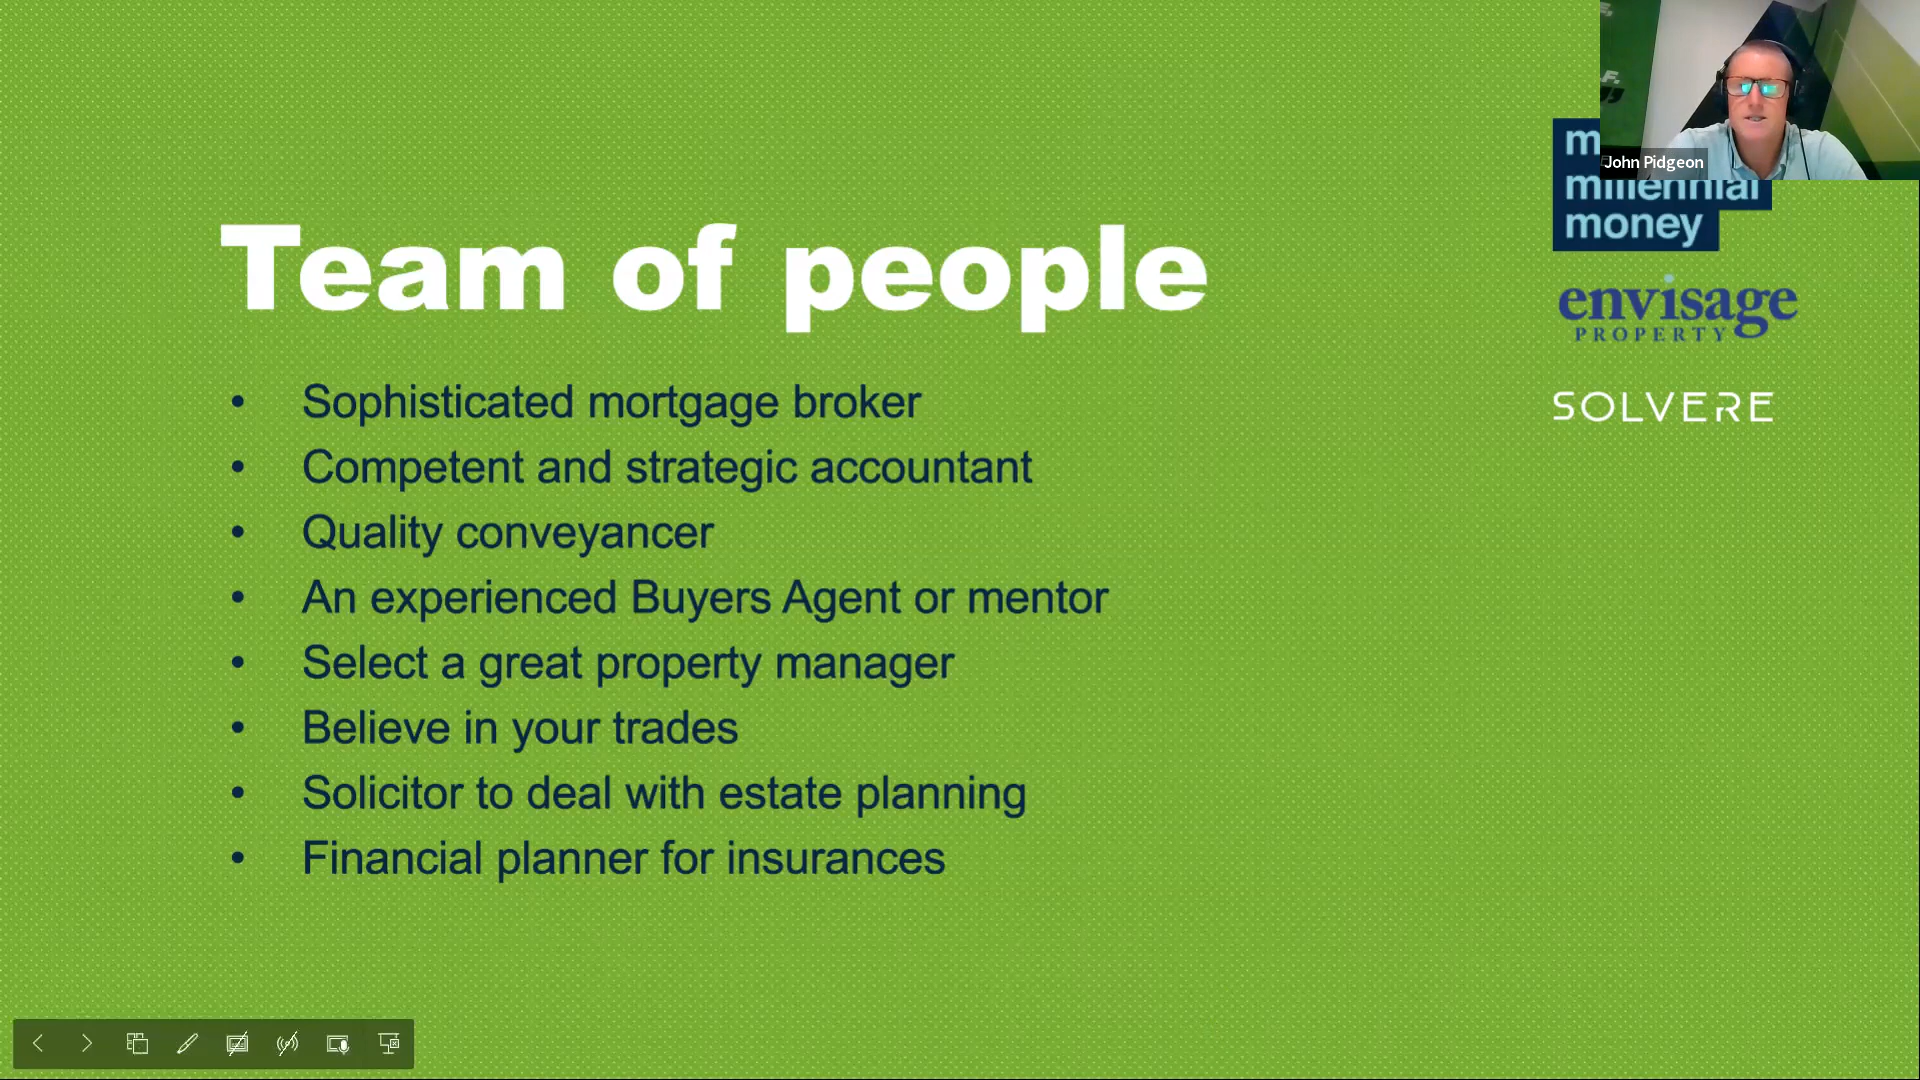 John Pidgeon
millennial
money
Team of people
envisage
PROPERTY
SOLVERE
• Sophisticated mortgage broker
• Competent and strategic accountant
• Quality conveyancer
• An experienced Buyers Agent or mentor
• Select a great property manager
• Believe in your trades
• Solicitor to deal with estate planning
• Financial planner for insurances